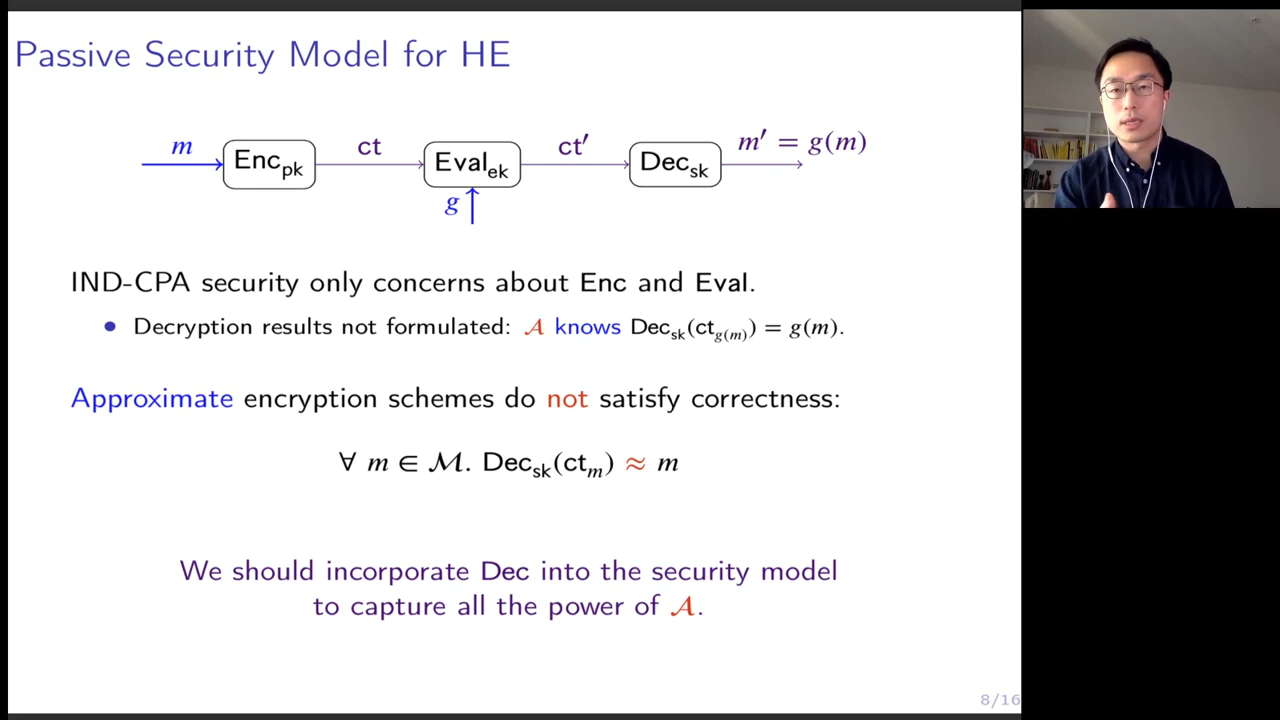 Passive Security Model for HE
m ct ct′ m′ = g(m)
Enc_pk Eval_ek Dec_sk
g
IND-CPA security only concerns about Enc and Eval.
• Decryption results not formulated: 𝒜 knows Dec_sk(ct_g(m)) = g(m).
Approximate encryption schemes do not satisfy correctness:
∀ m ∈ ℳ. Dec_sk(ct_m) ≈ m
We should incorporate Dec into the security model
to capture all the power of 𝒜.
8/16